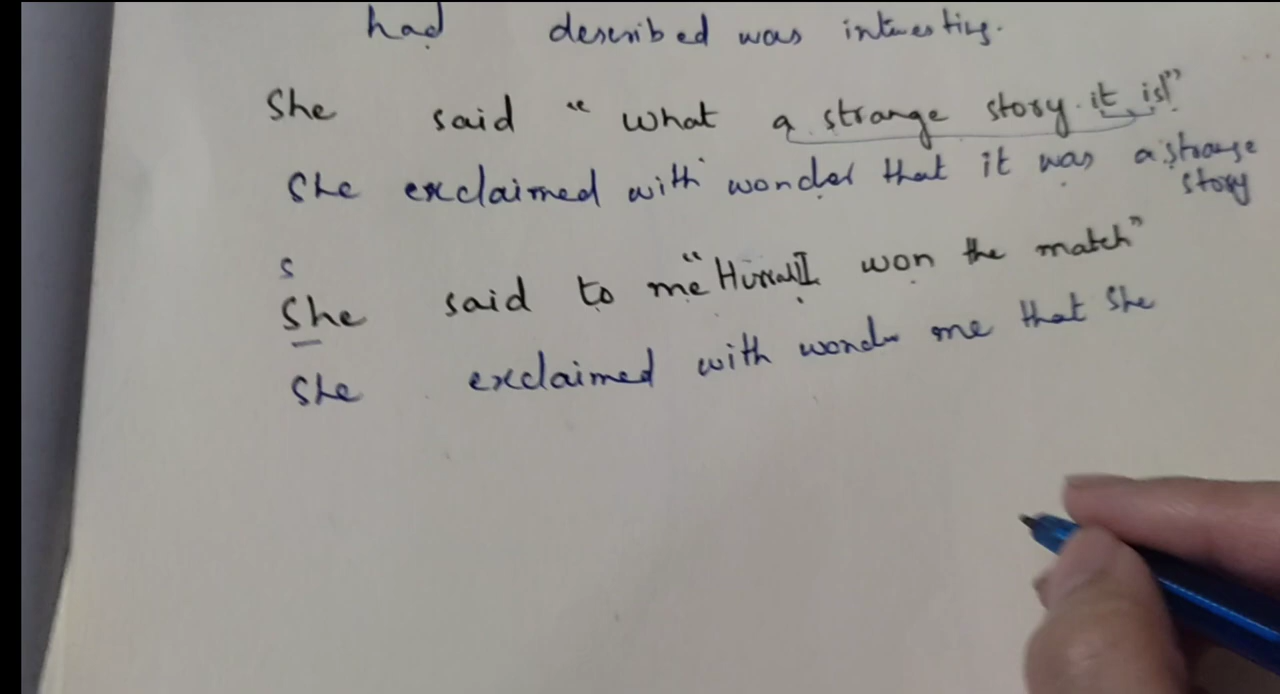 had described was interesting.
She said "what a strange story it is!"
She exclaimed with wonder that it was a strange
story
S
She said to me "Hurrah I won the match"
She exclaimed with wonder me that She